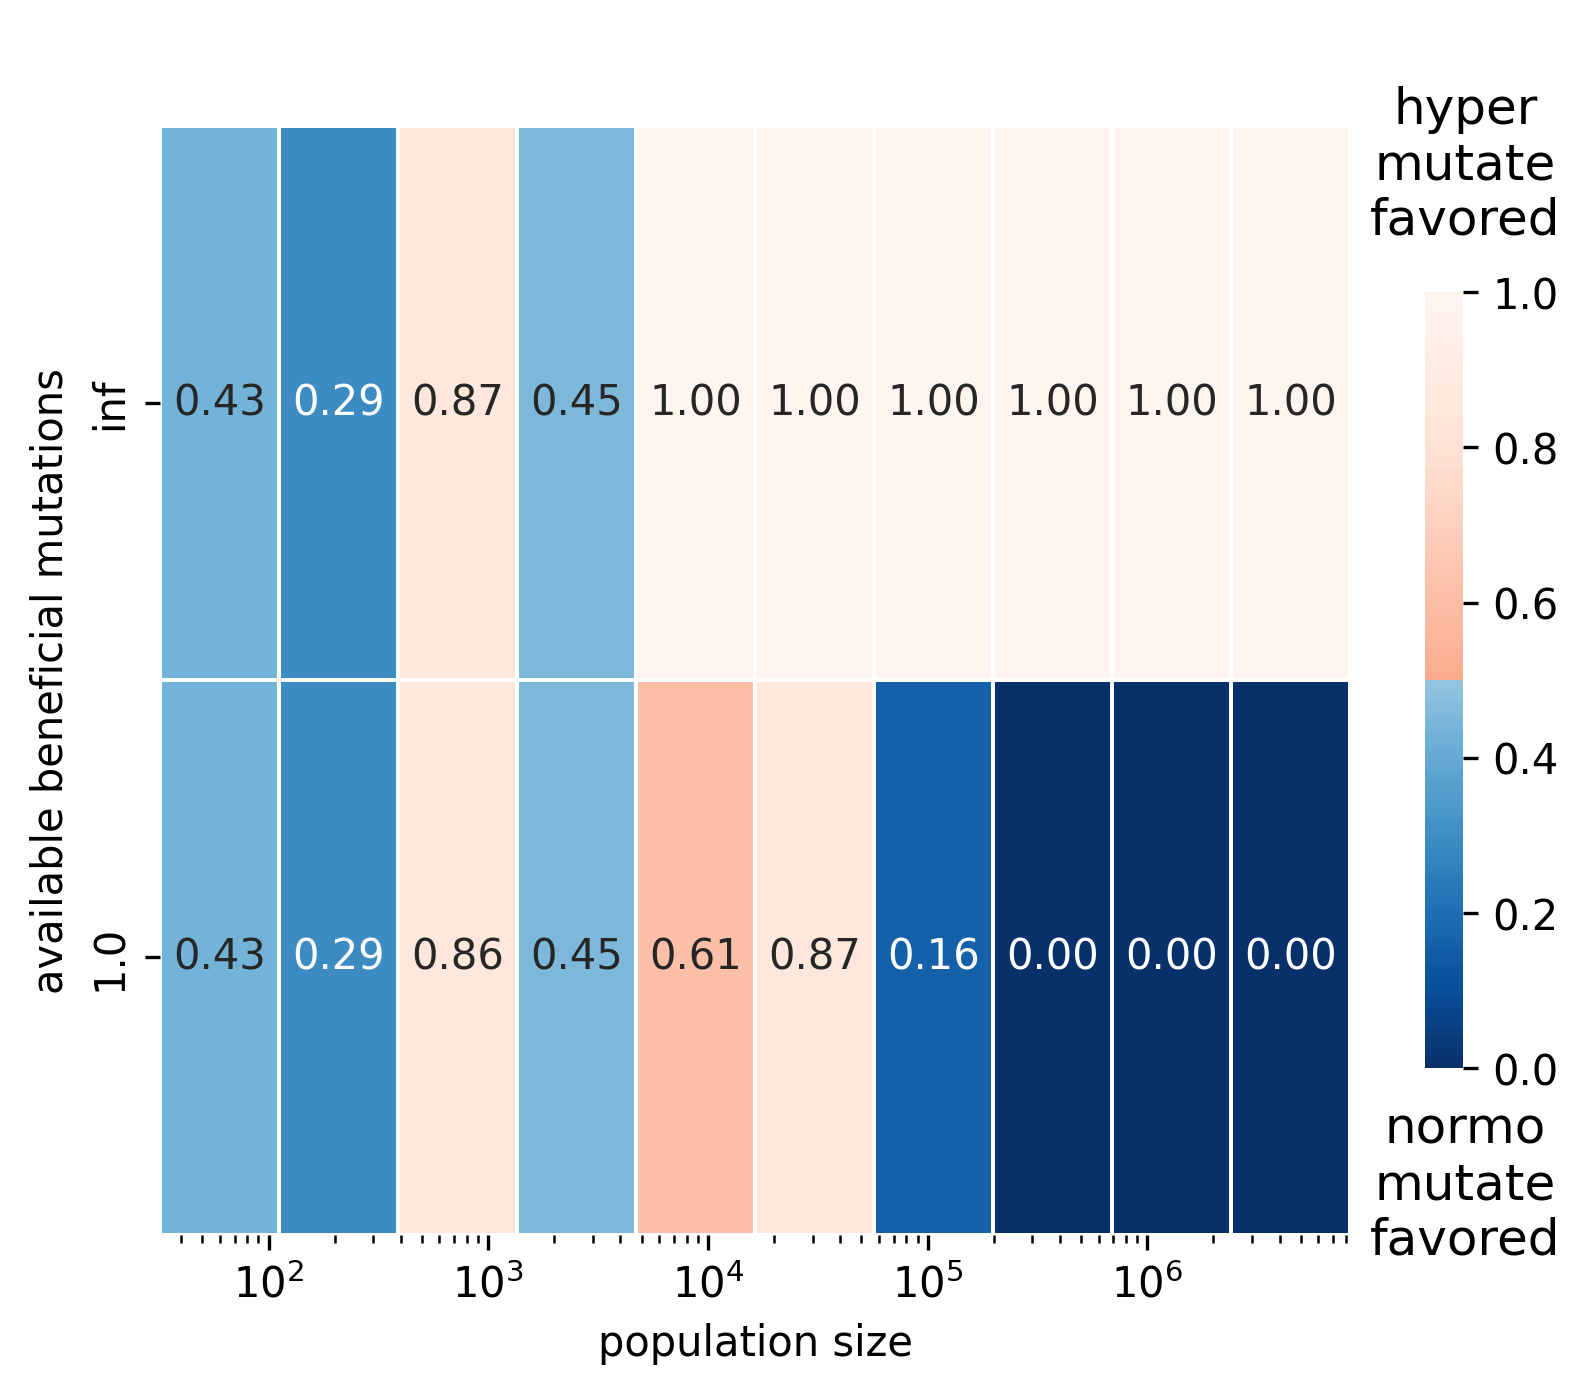 hyper
mutate
favored
available beneficial mutations
inf
0.43 0.29 0.87 0.45 1.00 1.00 1.00 1.00 1.00 1.00
1.0
0.43 0.29 0.86 0.45 0.61 0.87 0.16 0.00 0.00 0.00
10² 10³ 10⁴ 10⁵ 10⁶
population size
1.0
0.8
0.6
0.4
0.2
0.0
normo
mutate
favored